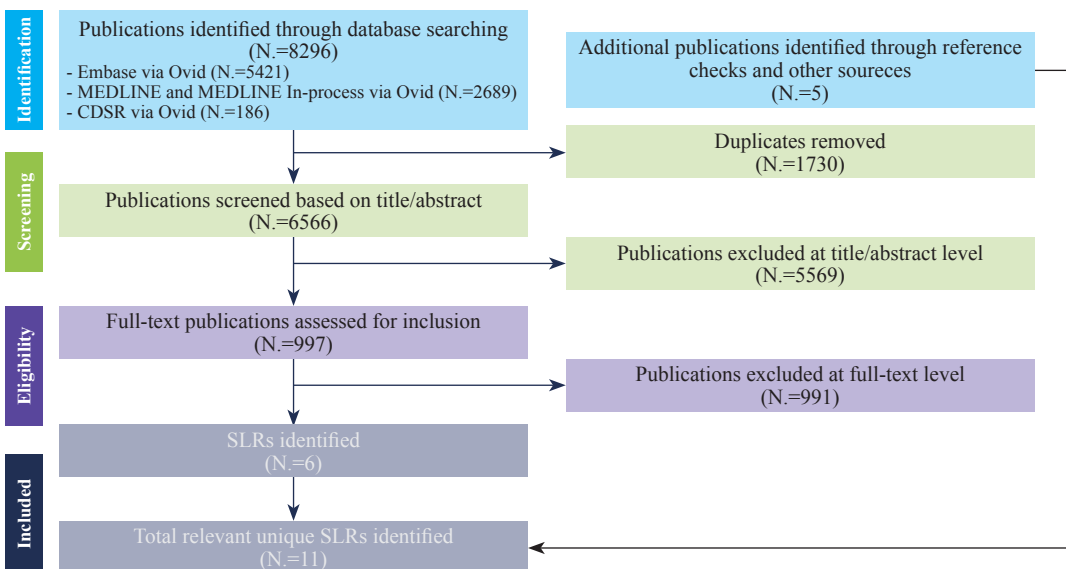 Identification
Publications identified through database searching
(N.=8296)
- Embase via Ovid (N.=5421)
- MEDLINE and MEDLINE In-process via Ovid (N.=2689)
- CDSR via Ovid (N.=186)
Additional publications identified through reference
checks and other soureces
(N.=5)
Screening
Duplicates removed
(N.=1730)
Publications screened based on title/abstract
(N.=6566)
Publications excluded at title/abstract level
(N.=5569)
Eligibility
Full-text publications assessed for inclusion
(N.=997)
Publications excluded at full-text level
(N.=991)
Included
SLRs identified
(N.=6)
Total relevant unique SLRs identified
(N.=11)